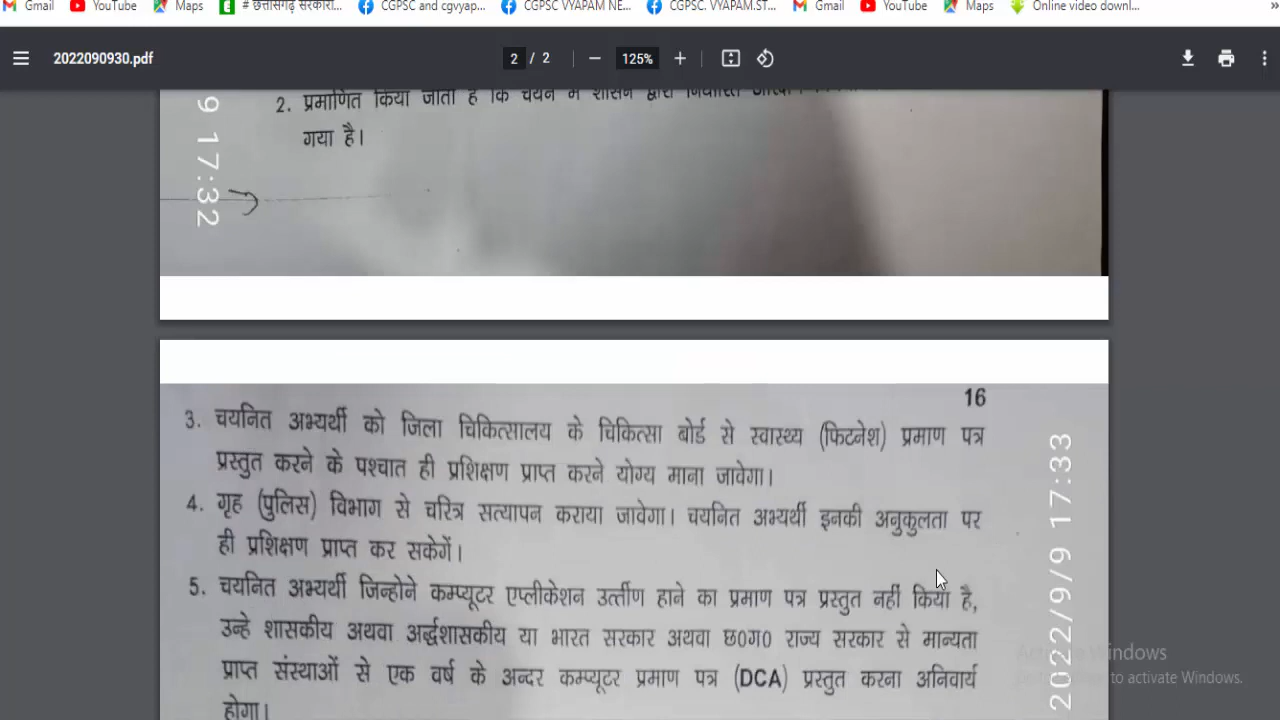 Gmail YouTube Maps # छत्तीसगढ़ सरकारी... CGPSC and cgvyap... CGPSC VYAPAM NE... CGPSC. VYAPAM.ST... Gmail YouTube Maps Online video downl... »
2022090930.pdf 2 / 2 − 125% +
2. प्रमाणित किया जाता है कि चयन में शासन द्वारा निर्धारित
गया है।
9 17:32
16
3. चयनित अभ्यर्थी को जिला चिकित्सालय के चिकित्सा बोर्ड से स्वास्थ्य (फिटनेश) प्रमाण पत्र
प्रस्तुत करने के पश्चात ही प्रशिक्षण प्राप्त करने योग्य माना जावेगा।
4. गृह (पुलिस) विभाग से चरित्र सत्यापन कराया जावेगा। चयनित अभ्यर्थी इनकी अनुकुलता पर
ही प्रशिक्षण प्राप्त कर सकेगें।
5. चयनित अभ्यर्थी जिन्होने कम्प्यूटर एप्लीकेशन उर्त्तीण हाने का प्रमाण पत्र प्रस्तुत नहीं किया है,
उन्हे शासकीय अथवा अर्द्धशासकीय या भारत सरकार अथवा छ0ग0 राज्य सरकार से मान्यता
प्राप्त संस्थाओं से एक वर्ष के अन्दर कम्प्यूटर प्रमाण पत्र (DCA) प्रस्तुत करना अनिवार्य
होगा।
2022/9/9 17:33
Windows
to activate Windows.